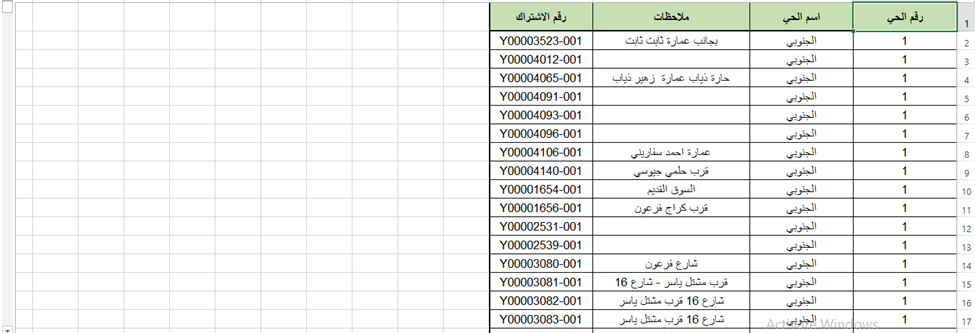 رقم الحي اسم الحي ملاحظات رقم الاشتراك 1
1 الجنوبي بجانب عمارة ثابت ثابت Y00003523-001 2
1 الجنوبي Y00004012-001 3
1 الجنوبي حارة ذياب عمارة زهير ذياب Y00004065-001 4
1 الجنوبي Y00004091-001 5
1 الجنوبي Y00004093-001 6
1 الجنوبي Y00004096-001 7
1 الجنوبي عمارة احمد سفاريني Y00004106-001 8
1 الجنوبي قرب حلمي جيوسي Y00004140-001 9
1 الجنوبي السوق القديم Y00001654-001 10
1 الجنوبي قرب كراج فرعون Y00001656-001 11
1 الجنوبي Y00002531-001 12
1 الجنوبي Y00002539-001 13
1 الجنوبي شارع فرعون Y00003080-001 14
1 الجنوبي قرب مشتل ياسر - شارع 16 Y00003081-001 15
1 الجنوبي شارع 16 قرب مشتل ياسر Y00003082-001 16
1 الجنوبي شارع 16 قرب مشتل ياسر Y00003083-001 17
Activate Windows